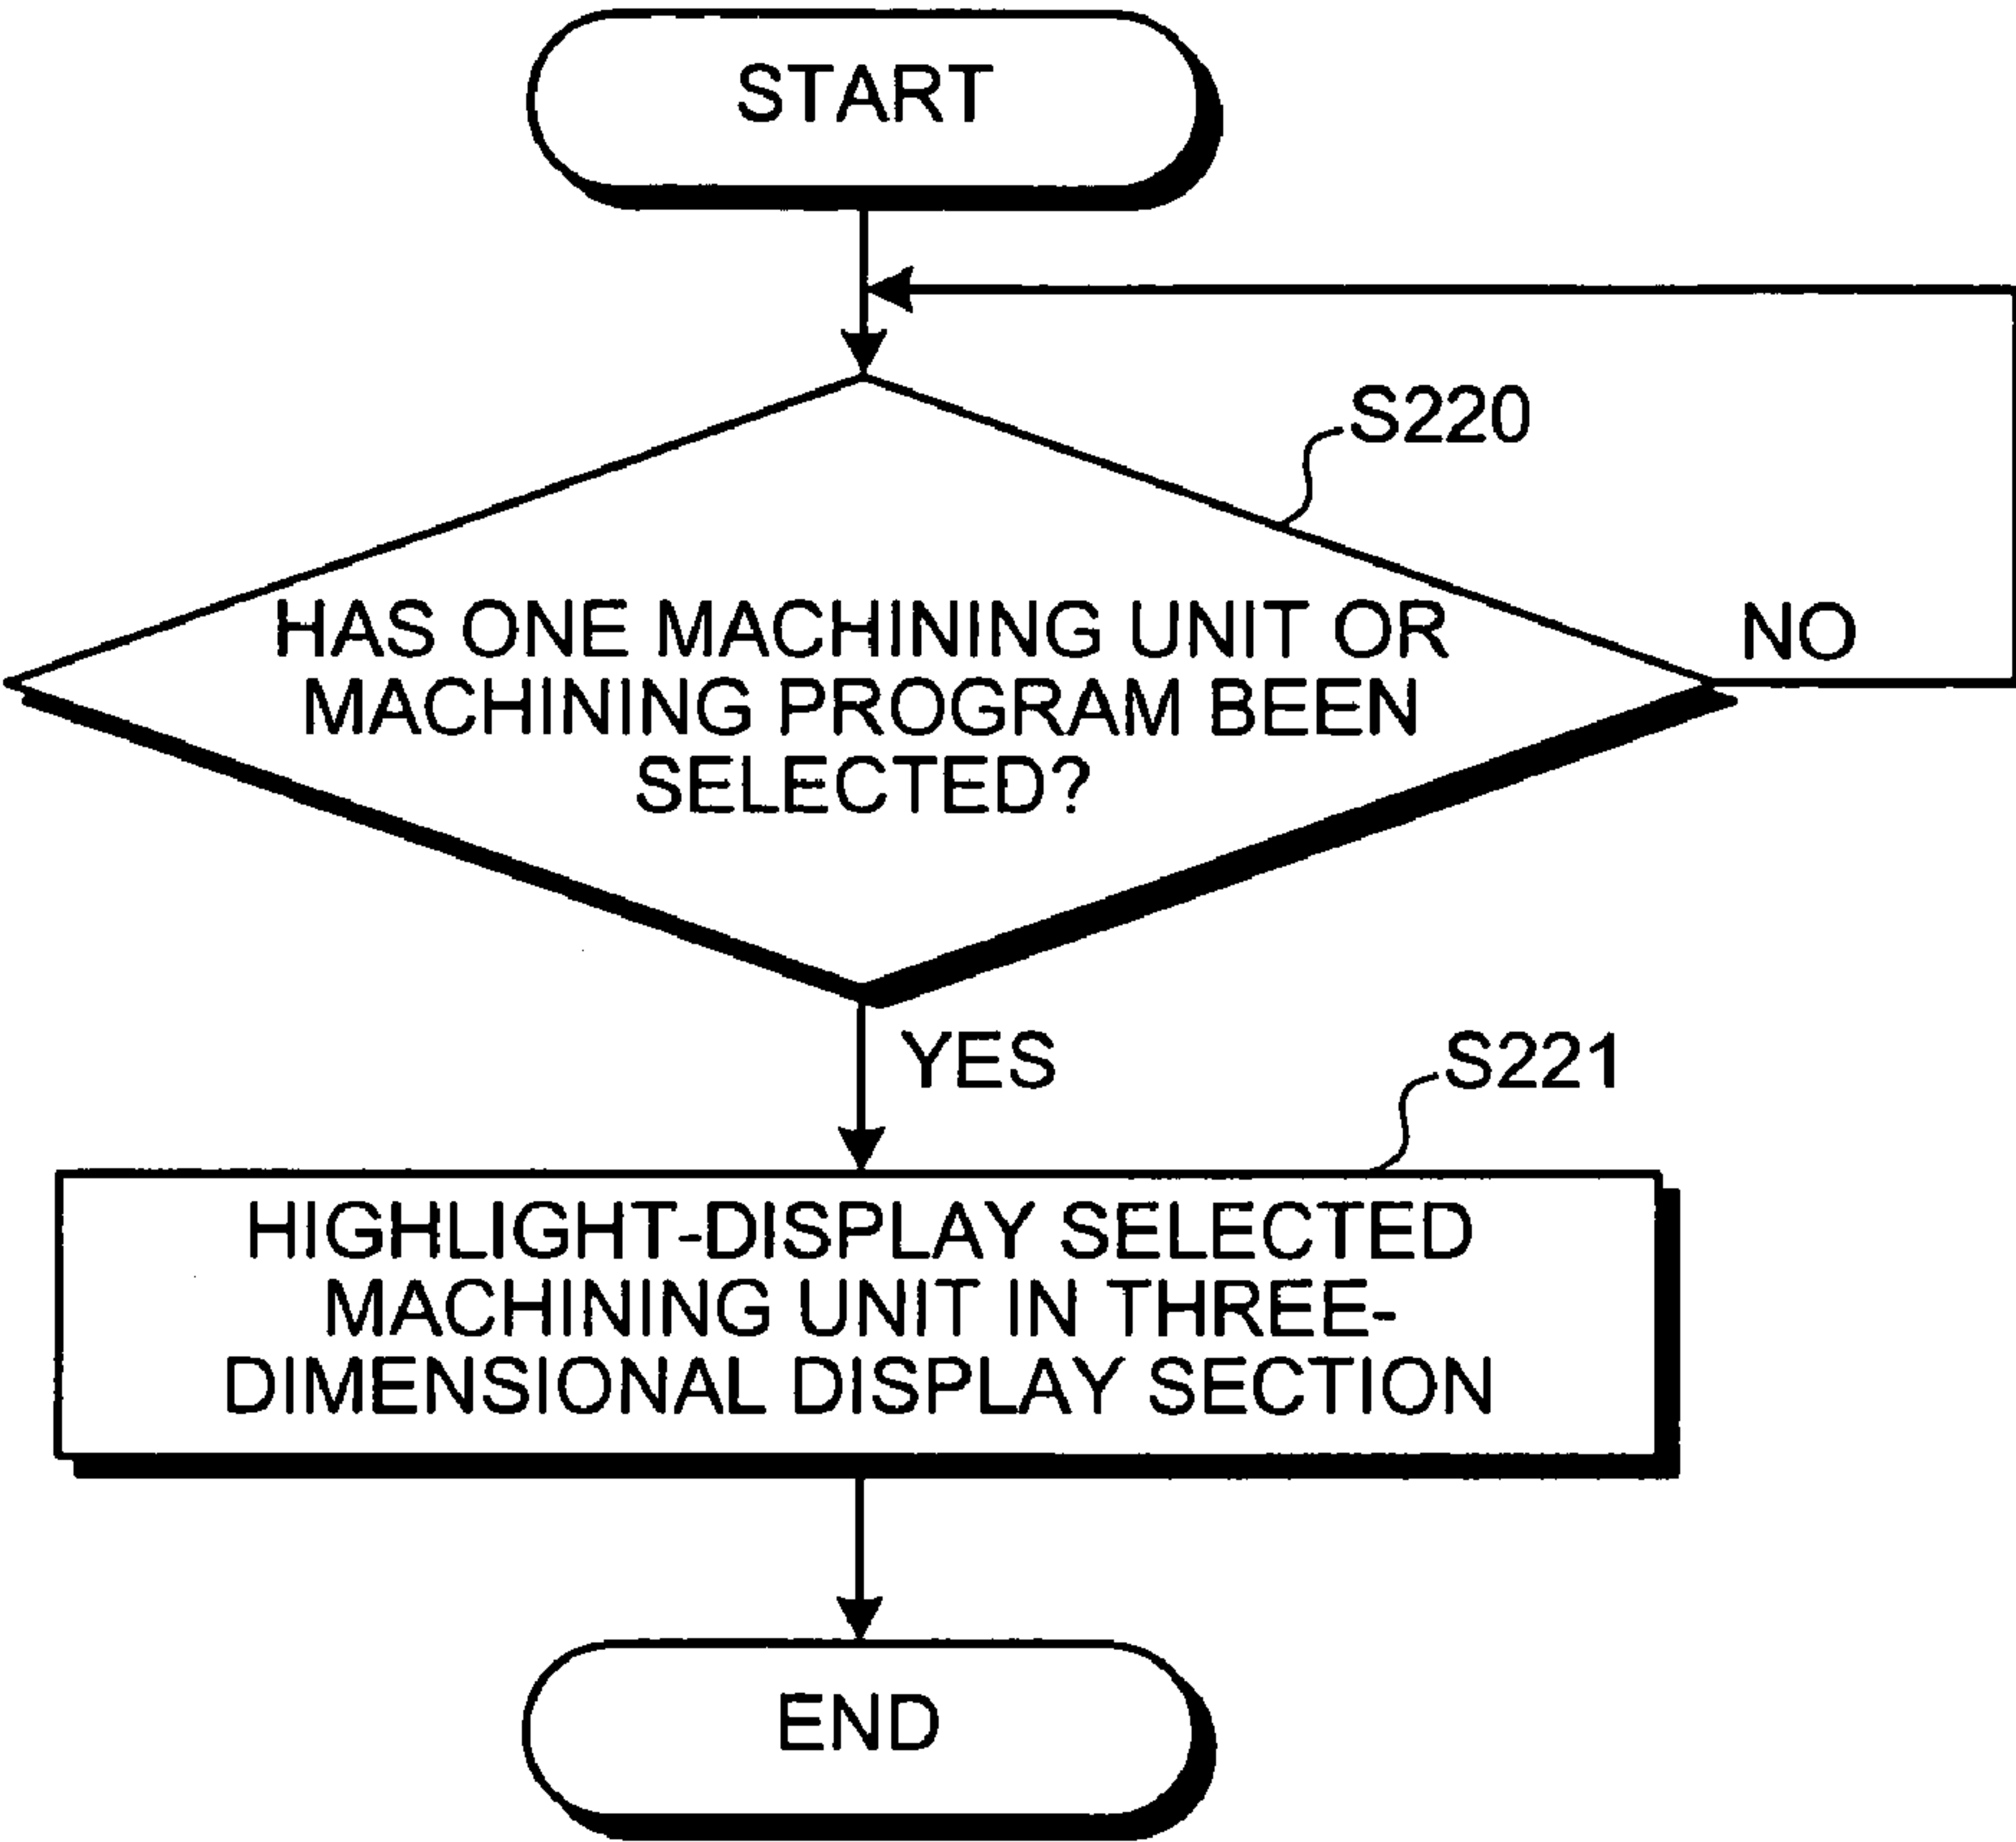 START
S220
HAS ONE MACHINING UNIT OR
MACHINING PROGRAM BEEN
SELECTED?
NO
YES
S221
HIGHLIGHT-DISPLAY SELECTED
MACHINING UNIT IN THREE-
DIMENSIONAL DISPLAY SECTION
END